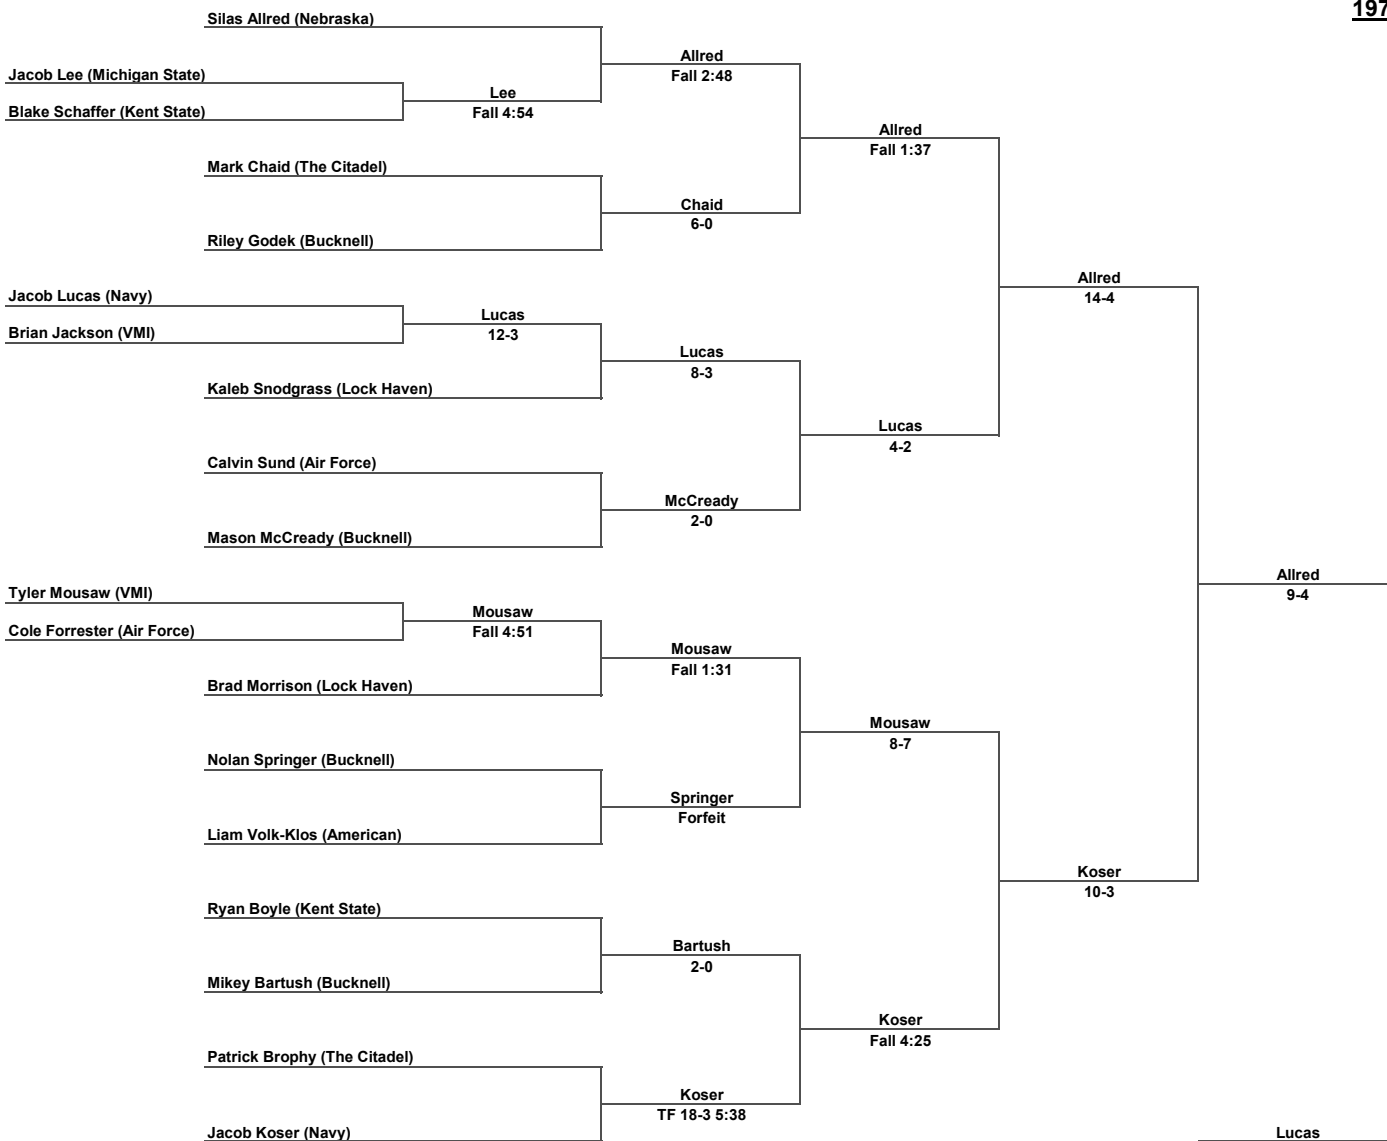 197
Silas Allred (Nebraska)
Allred
Fall 2:48
Jacob Lee (Michigan State)
Lee
Fall 4:54
Blake Schaffer (Kent State)
Allred
Fall 1:37
Mark Chaid (The Citadel)
Chaid
6-0
Riley Godek (Bucknell)
Allred
14-4
Jacob Lucas (Navy)
Lucas
12-3
Brian Jackson (VMI)
Lucas
8-3
Kaleb Snodgrass (Lock Haven)
Lucas
4-2
Calvin Sund (Air Force)
McCready
2-0
Mason McCready (Bucknell)
Allred
9-4
Tyler Mousaw (VMI)
Mousaw
Fall 4:51
Cole Forrester (Air Force)
Mousaw
Fall 1:31
Brad Morrison (Lock Haven)
Mousaw
8-7
Nolan Springer (Bucknell)
Springer
Forfeit
Liam Volk-Klos (American)
Koser
10-3
Ryan Boyle (Kent State)
Bartush
2-0
Mikey Bartush (Bucknell)
Koser
Fall 4:25
Patrick Brophy (The Citadel)
Koser
TF 18-3 5:38
Jacob Koser (Navy)
Lucas